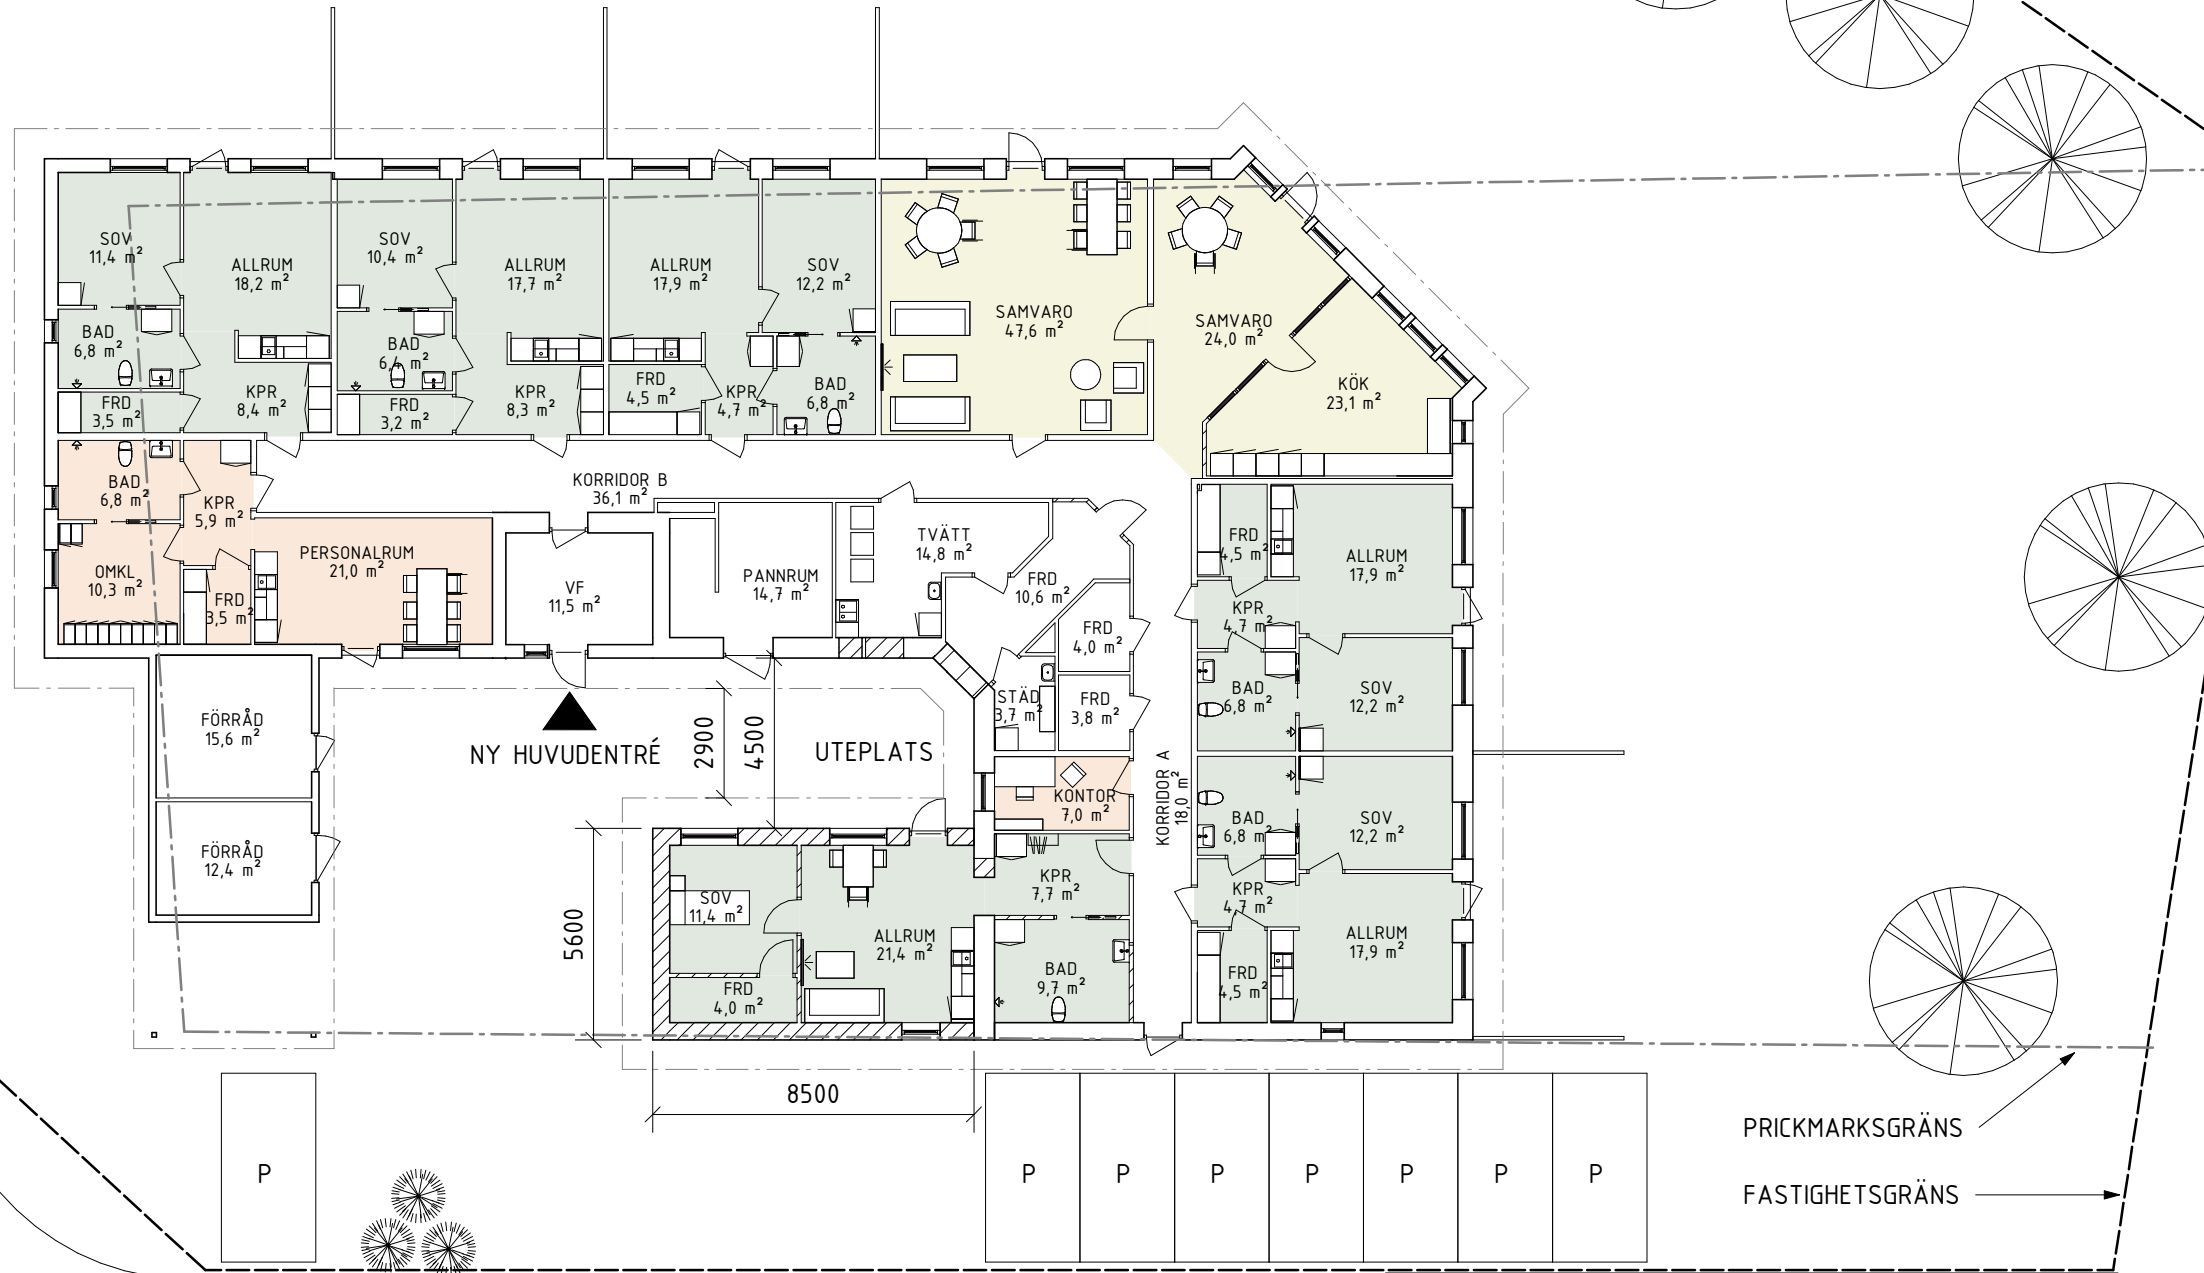 SOV
11,4 m²
ALLRUM
18,2 m²
BAD
6,8 m²
FRD
3,5 m²
KPR
8,4 m²
SOV
10,4 m²
ALLRUM
17,7 m²
BAD
6,4 m²
FRD
3,2 m²
KPR
8,3 m²
ALLRUM
17,9 m²
SOV
12,2 m²
FRD
4,5 m²
KPR
4,7 m²
BAD
6,8 m²
SAMVARO
47,6 m²
SAMVARO
24,0 m²
KÖK
23,1 m²
BAD
6,8 m²
KPR
5,9 m²
OMKL
10,3 m²
FRD
3,5 m²
PERSONALRUM
21,0 m²
KORRIDOR B
36,1 m²
VF
11,5 m²
PANNRUM
14,7 m²
TVÄTT
14,8 m²
FRD
10,6 m²
FRD
4,0 m²
STÄD
3,7 m²
FRD
3,8 m²
FRD
4,5 m²
ALLRUM
17,9 m²
KPR
4,7 m²
BAD
6,8 m²
SOV
12,2 m²
FÖRRÅD
15,6 m²
FÖRRÅD
12,4 m²
NY HUVUDENTRÉ
2900
4500
UTEPLATS
KONTOR
7,0 m²
KORRIDOR A
18,0 m²
BAD
6,8 m²
SOV
12,2 m²
KPR
4,7 m²
ALLRUM
17,9 m²
FRD
4,5 m²
5600
SOV
11,4 m²
ALLRUM
21,4 m²
FRD
4,0 m²
KPR
7,7 m²
BAD
9,7 m²
8500
P
P
P
P
P
P
P
P
PRICKMARKSGRÄNS
FASTIGHETSGRÄNS